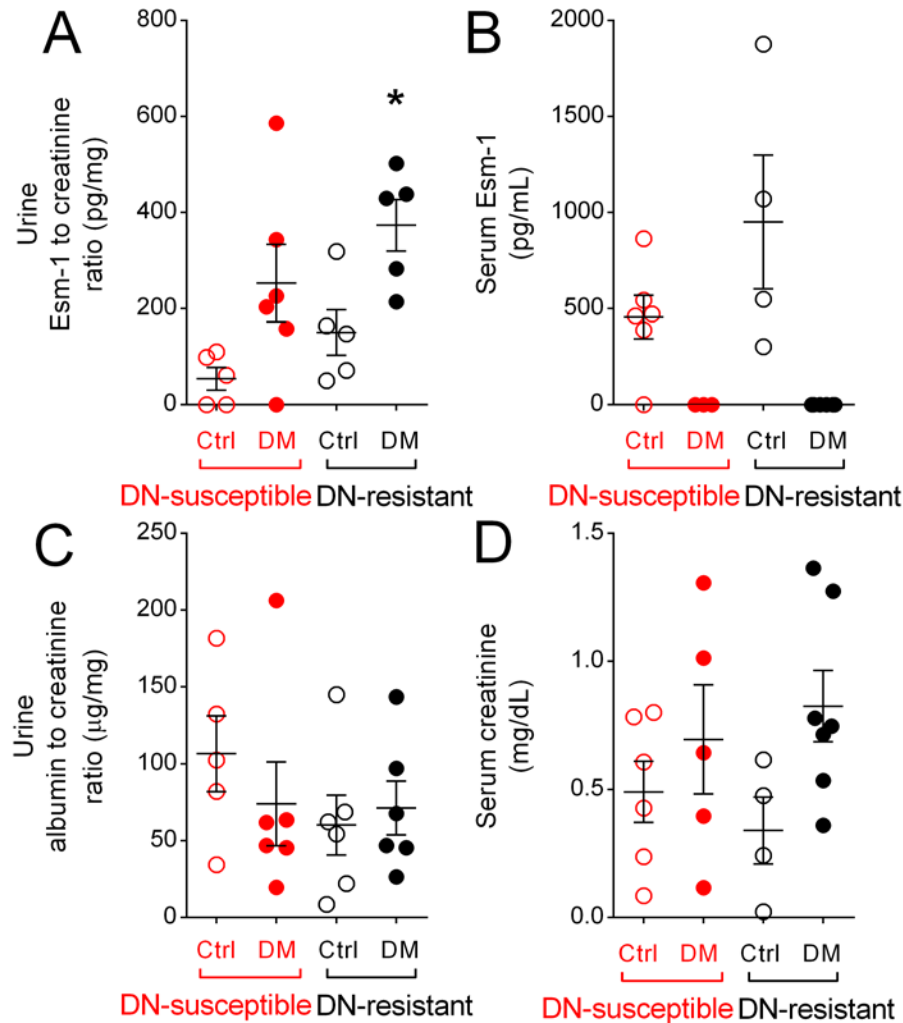 A
Urine
Esm-1 to creatinine
ratio (pg/mg)
800
600
400
200
0
*
Ctrl DM Ctrl DM
DN-susceptible DN-resistant
B
Serum Esm-1
(pg/mL)
2000
1500
1000
500
0
Ctrl DM Ctrl DM
DN-susceptible DN-resistant
C
Urine
albumin to creatinine
ratio (μg/mg)
250
200
150
100
50
0
Ctrl DM Ctrl DM
DN-susceptible DN-resistant
D
Serum creatinine
(mg/dL)
1.5
1.0
0.5
0.0
Ctrl DM Ctrl DM
DN-susceptible DN-resistant